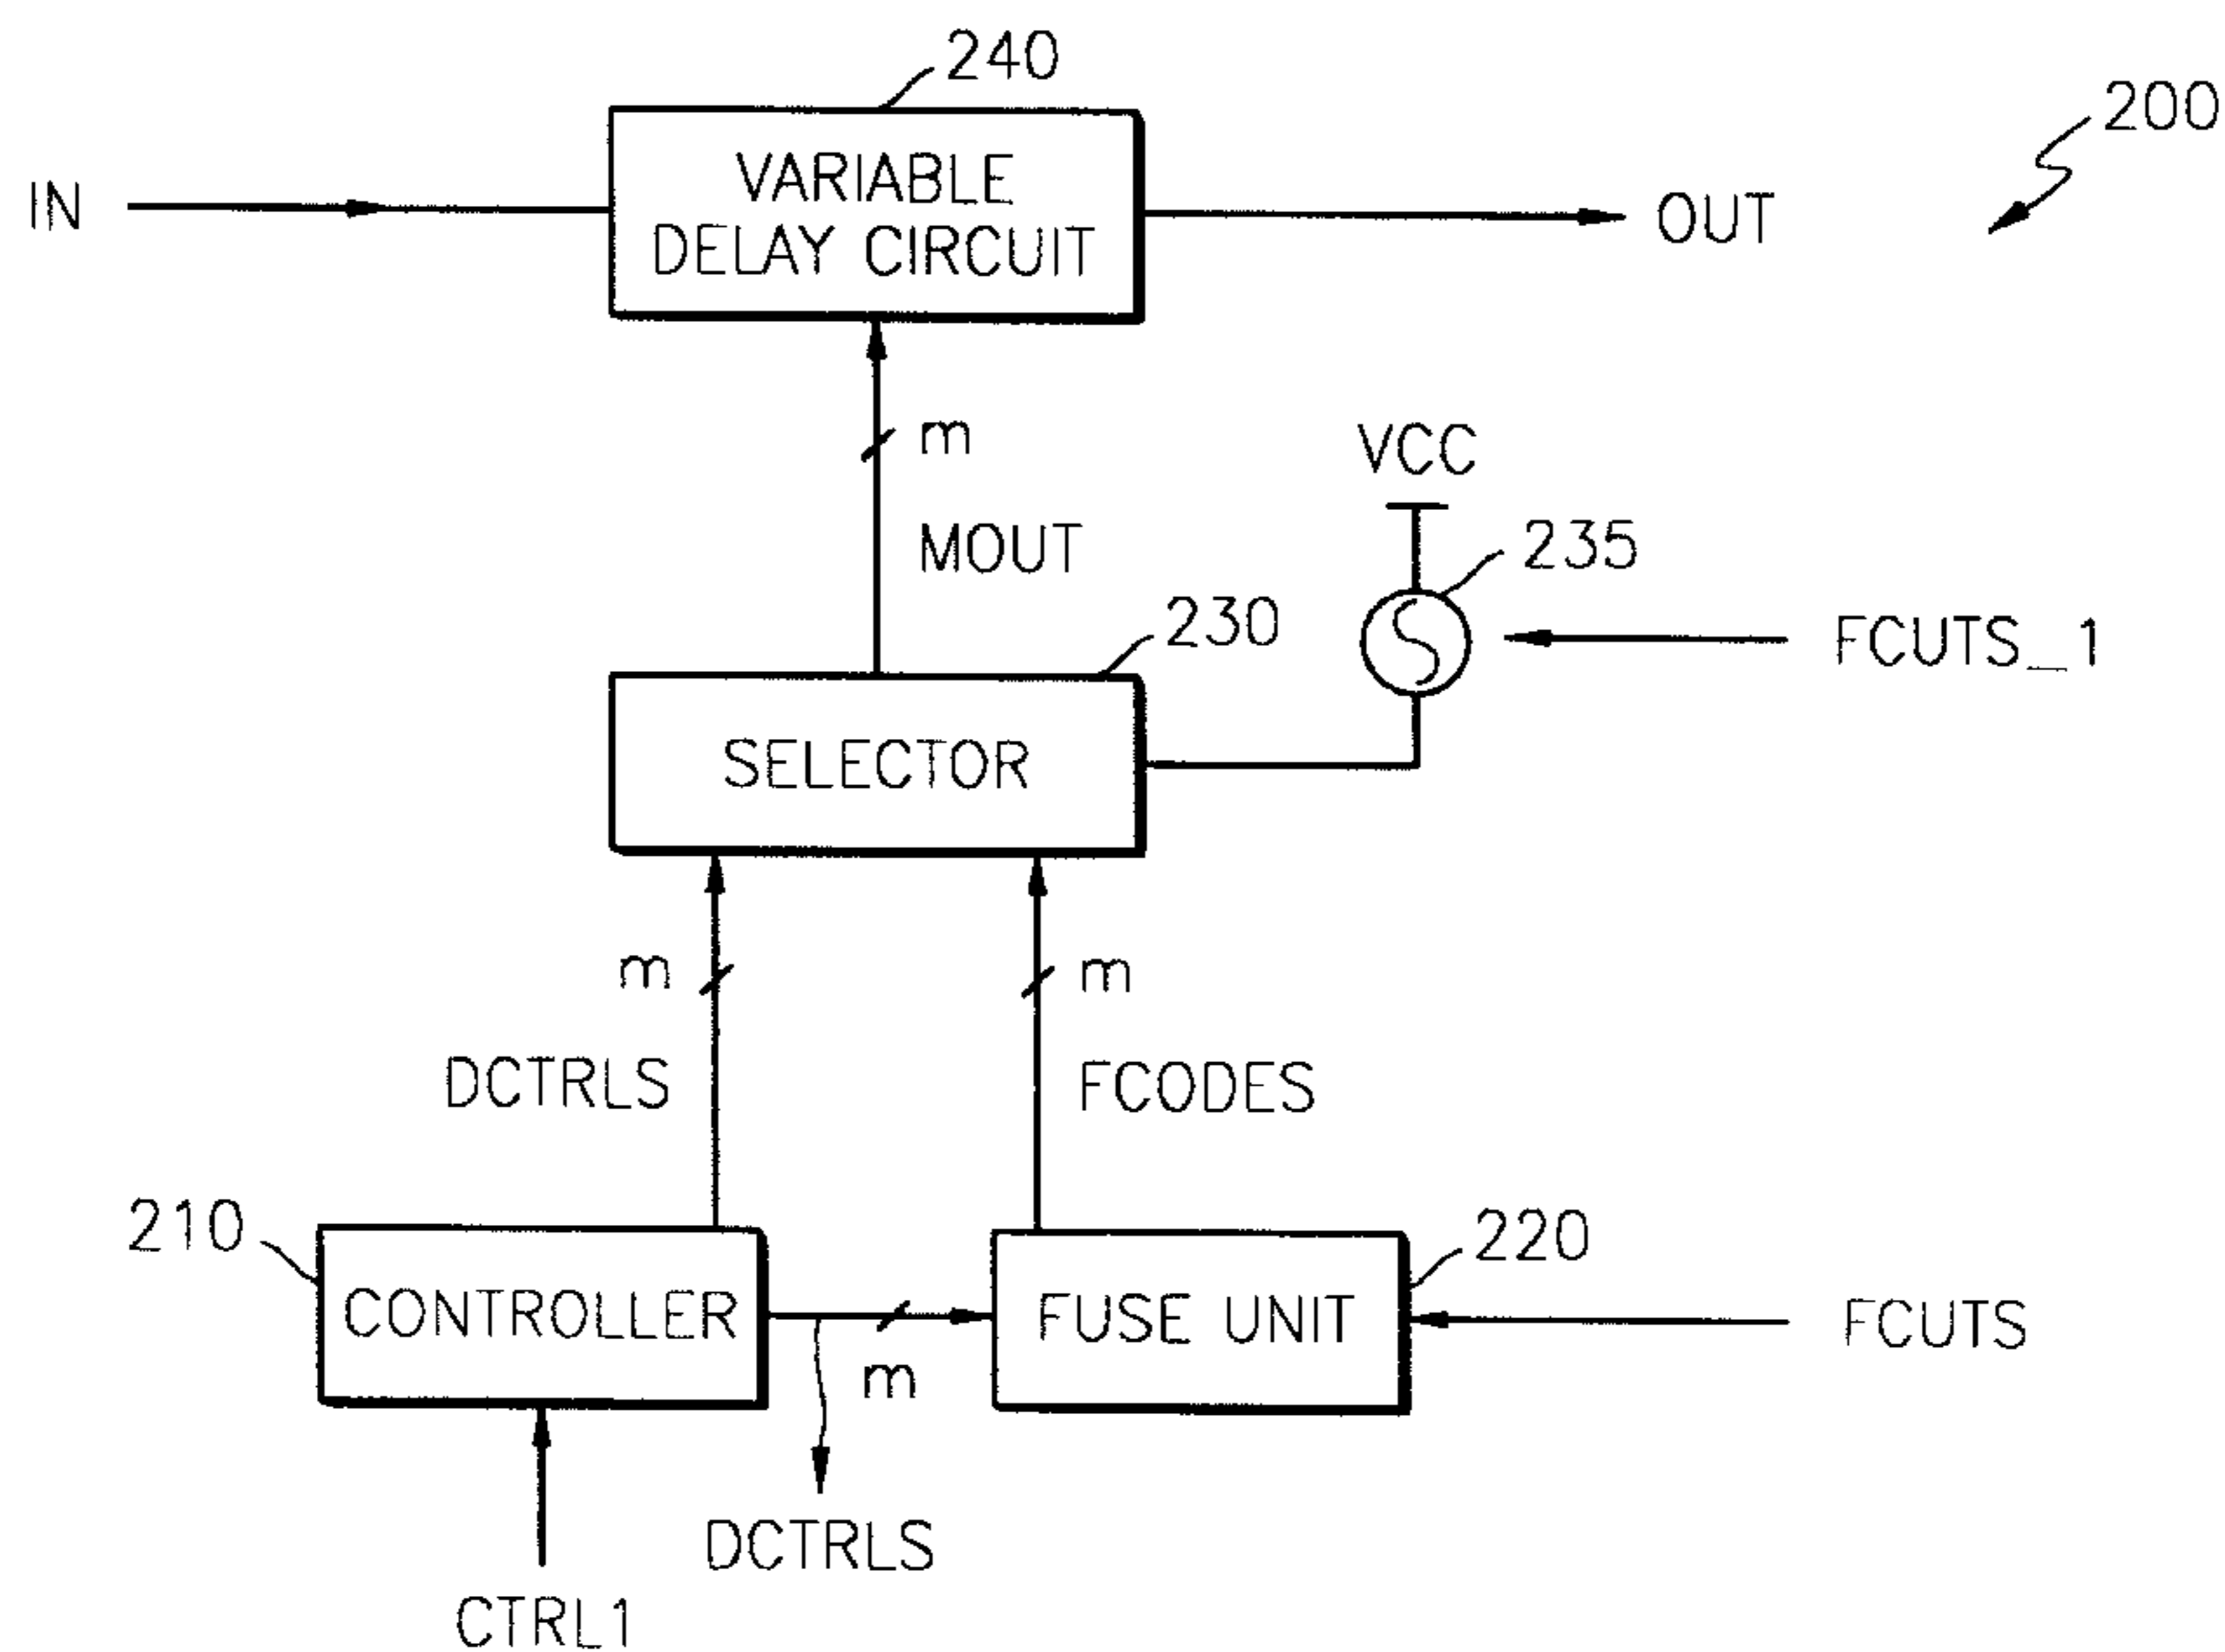 240
200
VARIABLE
DELAY CIRCUIT
IN
OUT
m
VCC
MOUT
235
230
FCUTS_1
SELECTOR
m
m
DCTRLS
FCODES
210
220
CONTROLLER
FUSE UNIT
FCUTS
m
DCTRLS
CTRL1